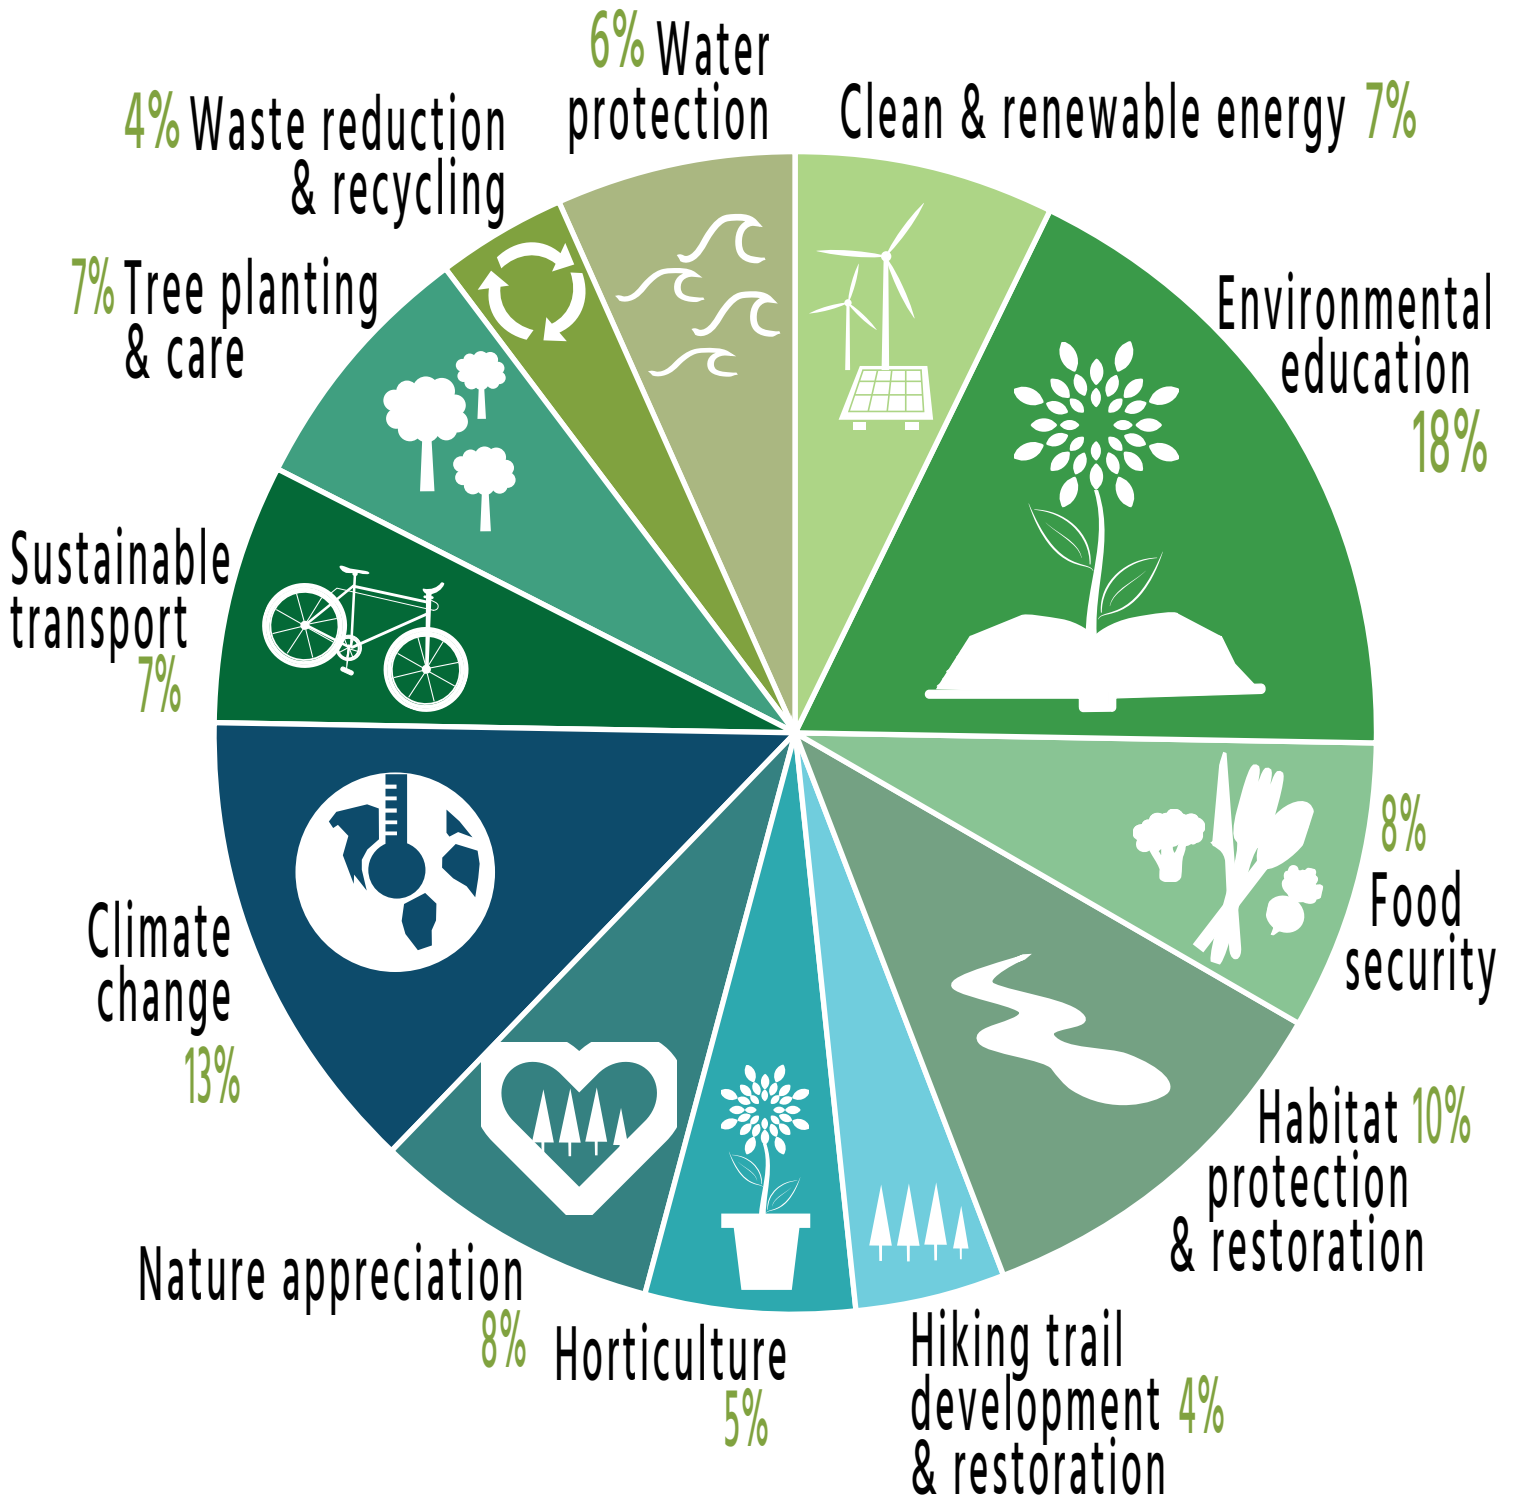 6% Water
protection
Clean & renewable energy 7%
4% Waste reduction
& recycling
7% Tree planting
& care
Environmental
education
18%
Sustainable
transport
7%
8%
Food
security
Climate
change
13%
Habitat 10%
protection
& restoration
Nature appreciation
8%
Horticulture
5%
Hiking trail
development 4%
& restoration